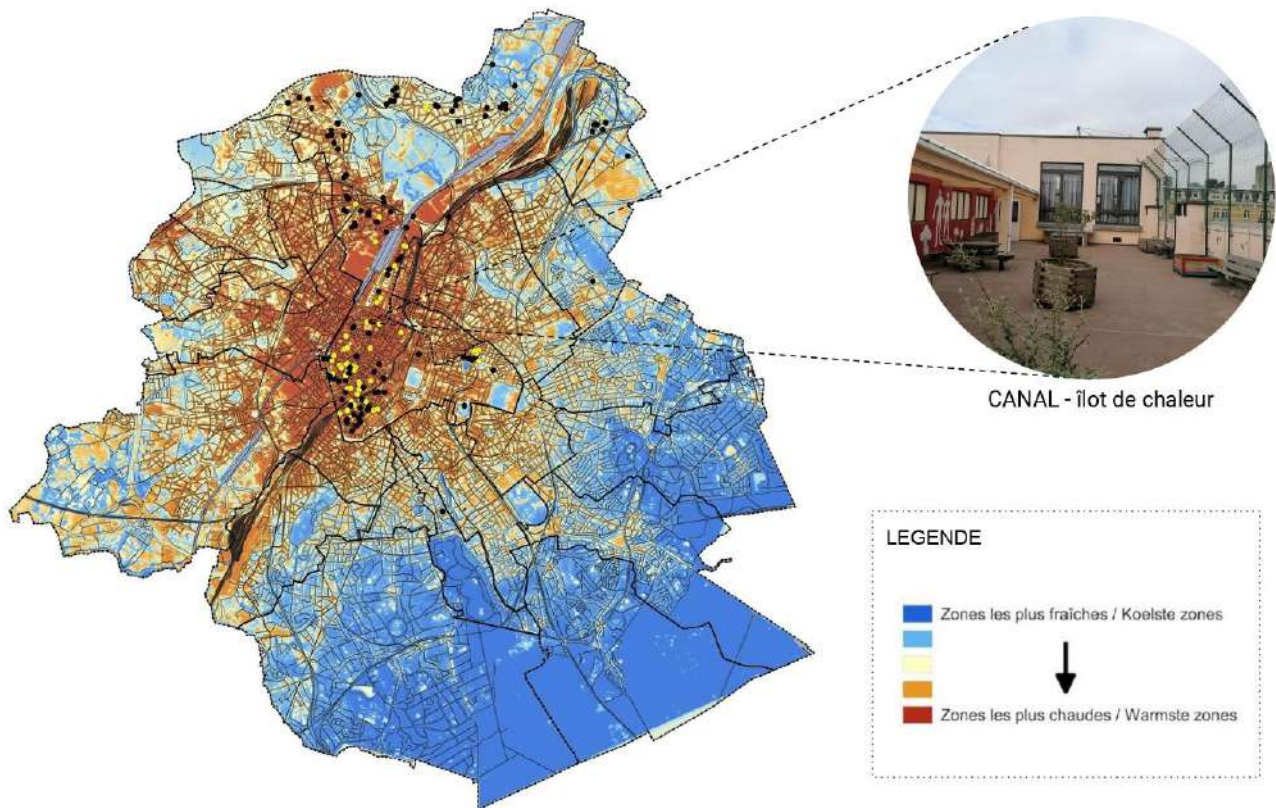 CANAL - îlot de chaleur
LEGENDE
Zones les plus fraîches / Koelste zones
Zones les plus chaudes / Warmste zones